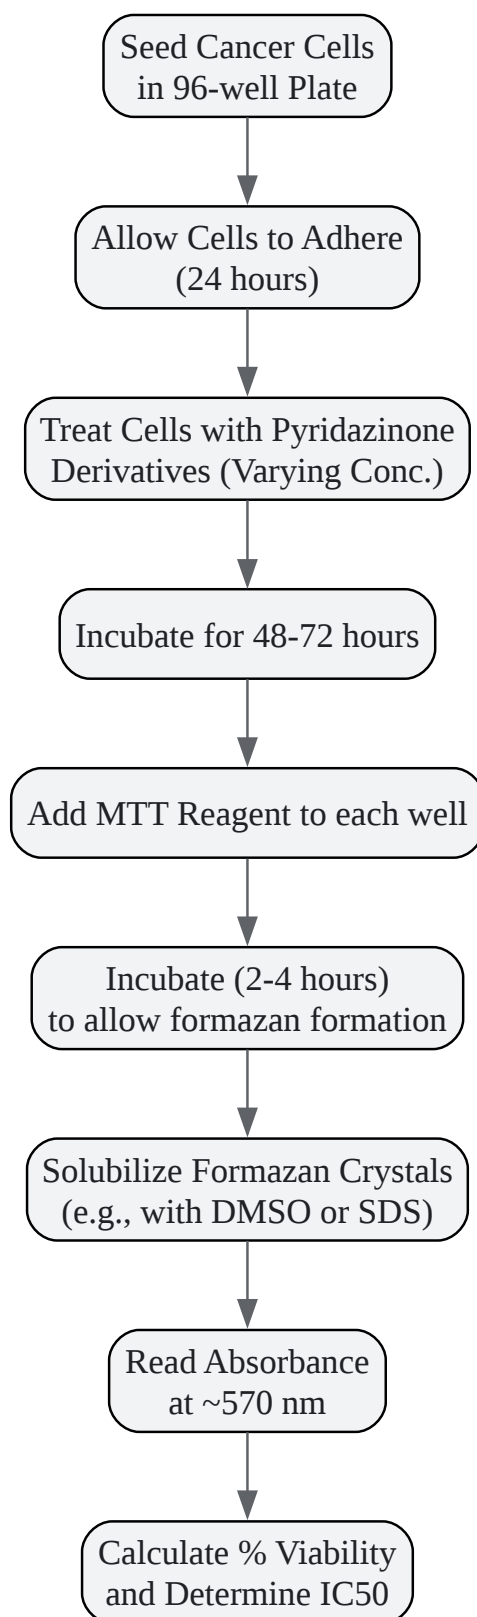 Seed Cancer Cells
in 96-well Plate
Allow Cells to Adhere
(24 hours)
Treat Cells with Pyridazinone
Derivatives (Varying Conc.)
Incubate for 48-72 hours
Add MTT Reagent to each well
Incubate (2-4 hours)
to allow formazan formation
Solubilize Formazan Crystals
(e.g., with DMSO or SDS)
Read Absorbance
at ~570 nm
Calculate % Viability
and Determine IC50